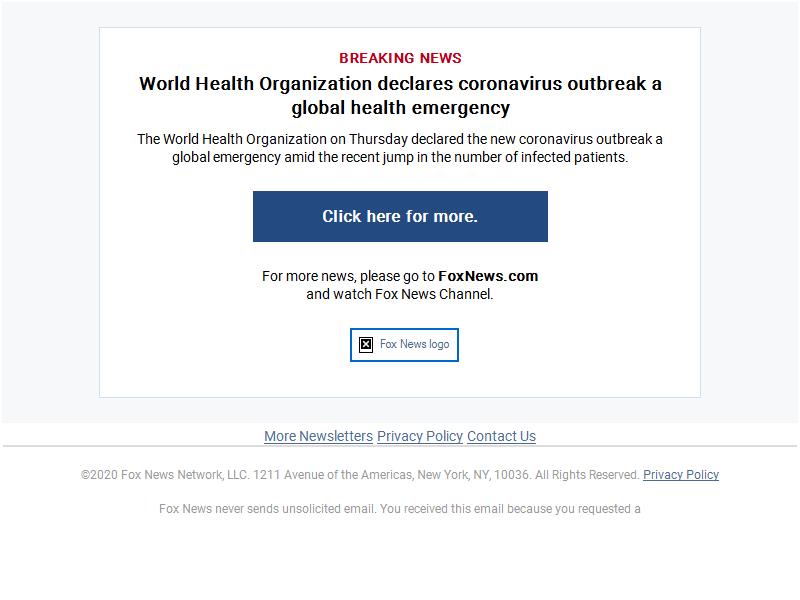 BREAKING NEWS
World Health Organization declares coronavirus outbreak a
global health emergency
The World Health Organization on Thursday declared the new coronavirus outbreak a
global emergency amid the recent jump in the number of infected patients.
Click here for more.
For more news, please go to FoxNews.com
and watch Fox News Channel.
Fox News logo
More Newsletters Privacy Policy Contact Us
©2020 Fox News Network, LLC. 1211 Avenue of the Americas, New York, NY, 10036. All Rights Reserved. Privacy Policy
Fox News never sends unsolicited email. You received this email because you requested a